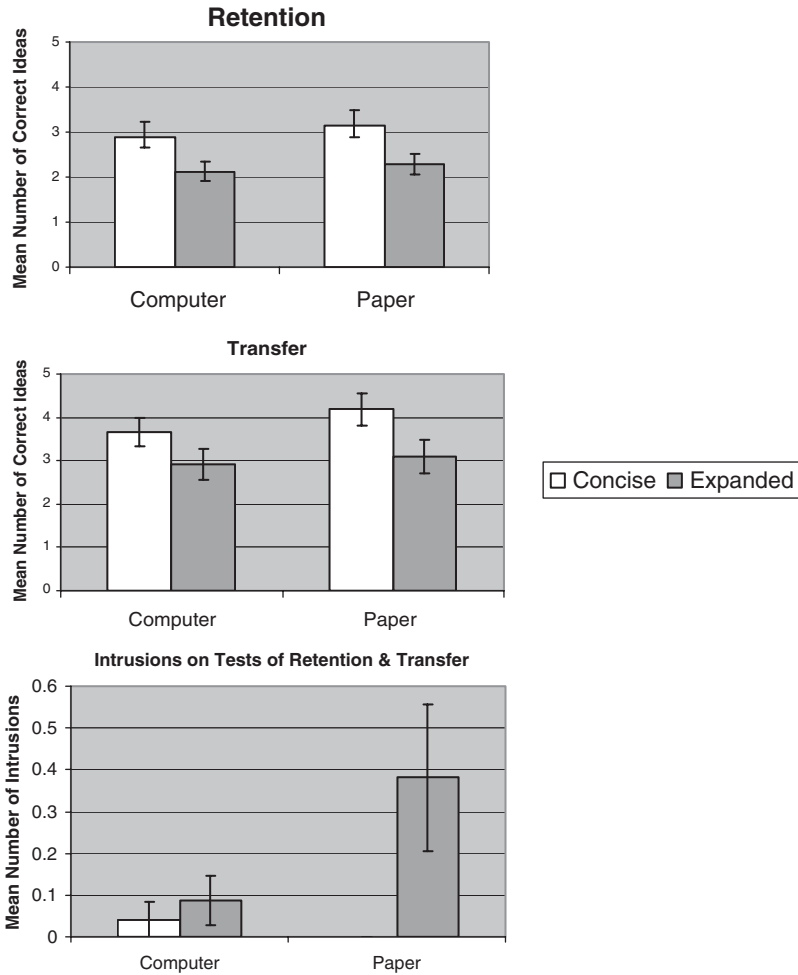 Retention
Mean Number of Correct Ideas
5
4
3
2
1
0
Computer Paper
Transfer
Mean Number of Correct Ideas
5
4
3
2
1
0
Computer Paper
Concise Expanded
Intrusions on Tests of Retention & Transfer
Mean Number of Intrusions
0.6
0.5
0.4
0.3
0.2
0.1
0
Computer Paper